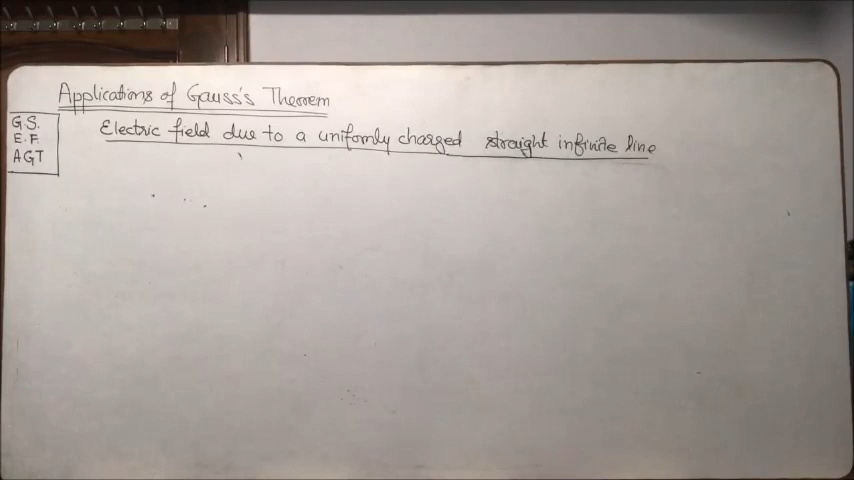 Applications of Gauss's Theorem
G.S.
E.F.
AGT
Electric field due to a uniformly charged straight infinite line